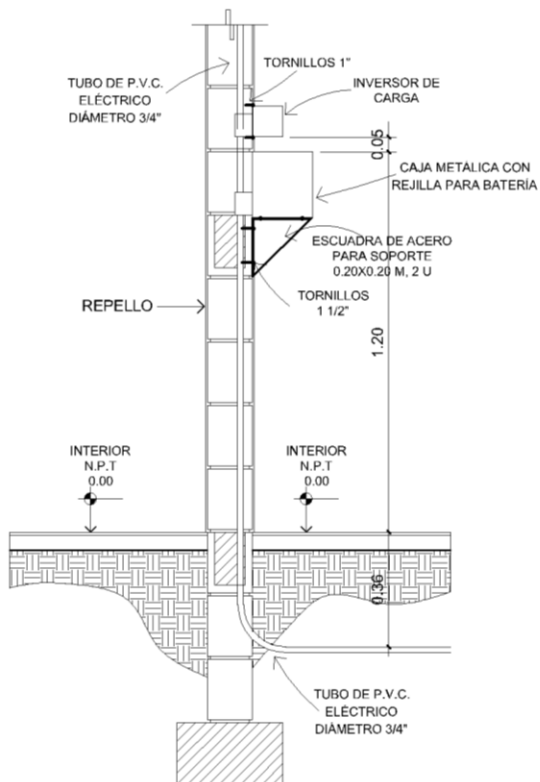 TORNILLOS 1"
TUBO DE P.V.C.
ELÉCTRICO
DIÁMETRO 3/4"
INVERSOR DE
CARGA
0.05
CAJA METÁLICA CON
REJILLA PARA BATERÍA
ESCUADRA DE ACERO
PARA SOPORTE
0.20X0.20 M, 2 U
TORNILLOS
1 1/2"
REPELLO
1.20
INTERIOR
N.P.T
0.00
INTERIOR
N.P.T
0.00
0.36
TUBO DE P.V.C.
ELÉCTRICO
DIÁMETRO 3/4"